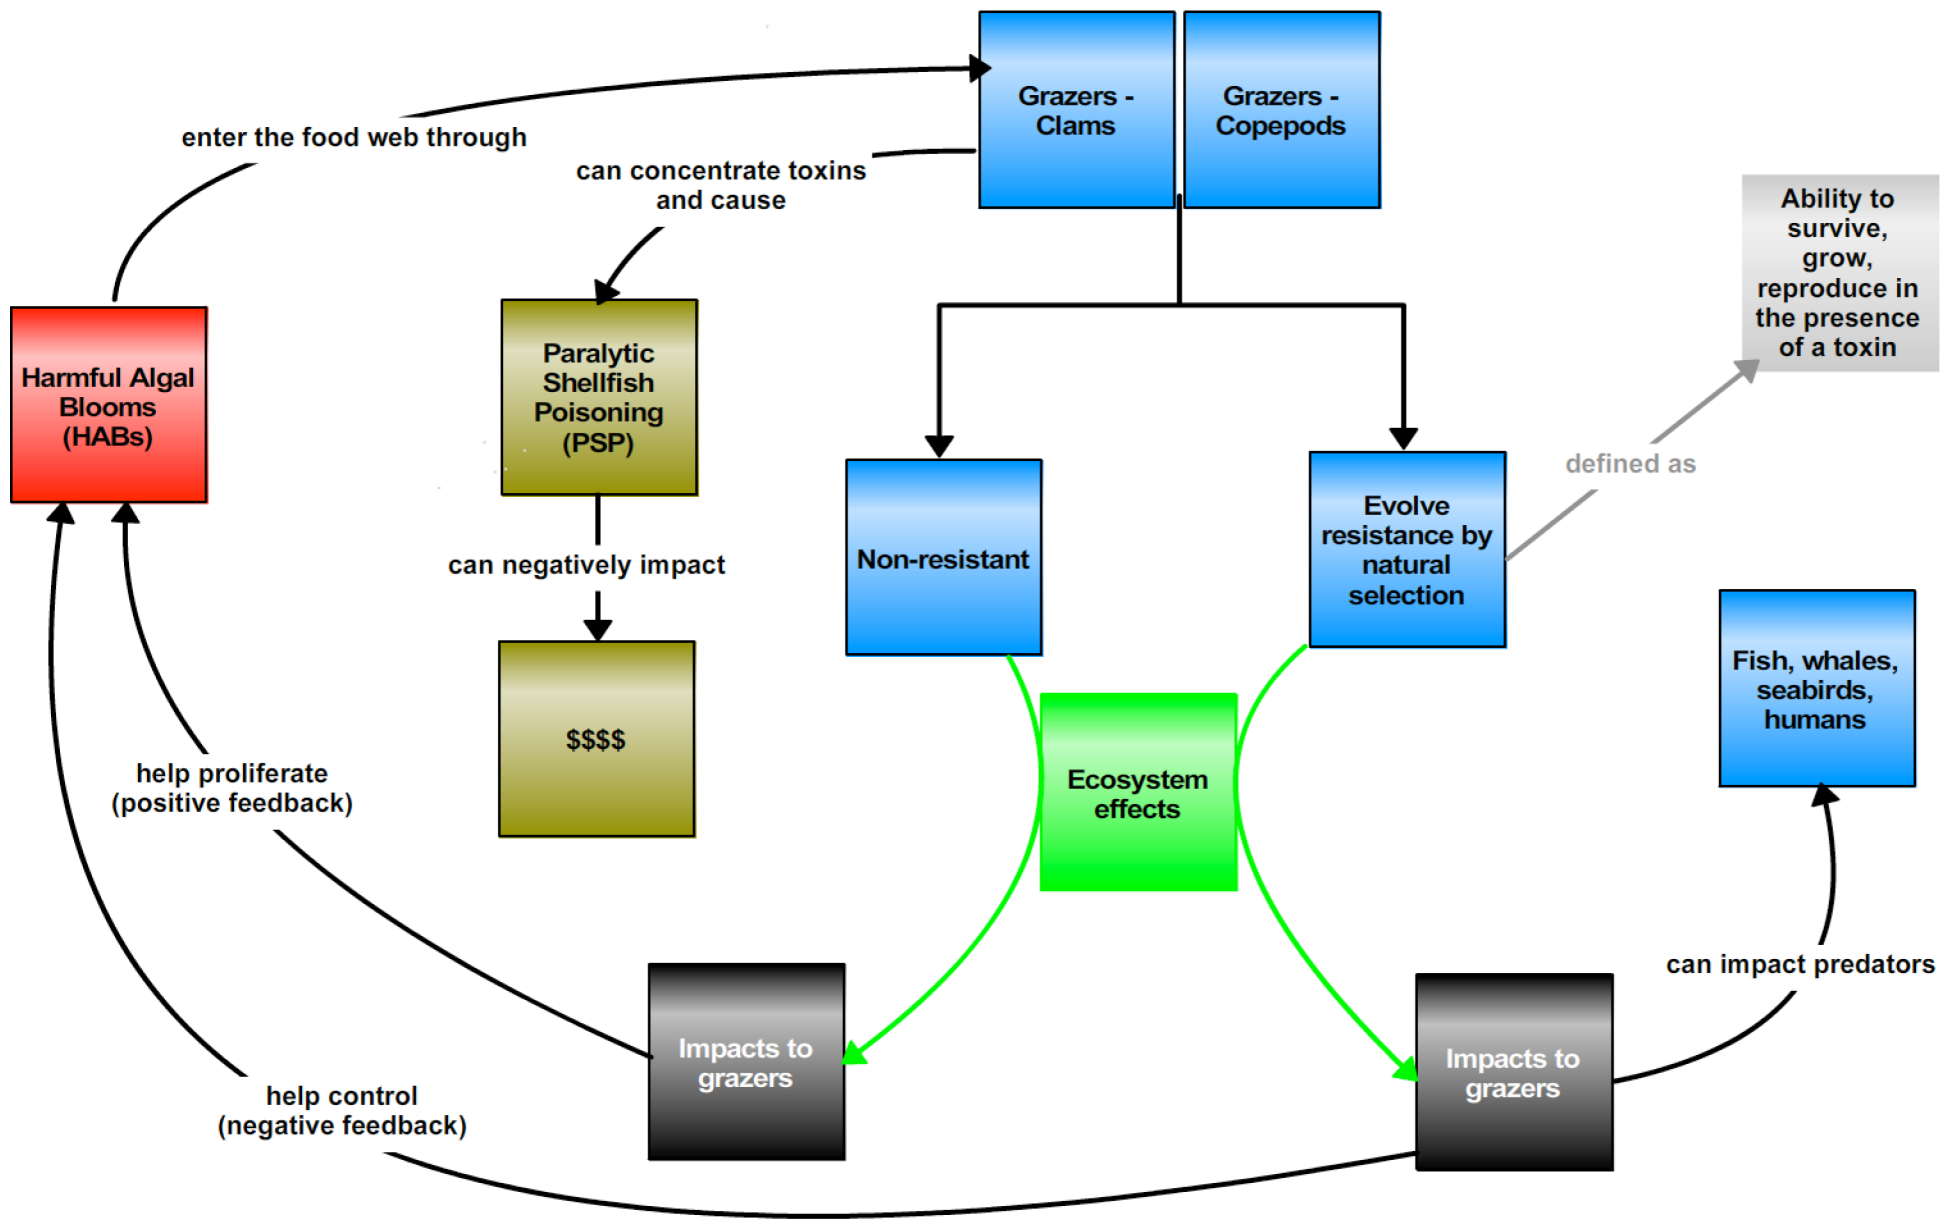 Grazers -
Clams
Grazers -
Copepods
enter the food web through
can concentrate toxins
and cause
Ability to
survive,
grow,
reproduce in
the presence
of a toxin
Harmful Algal
Blooms
(HABs)
Paralytic
Shellfish
Poisoning
(PSP)
defined as
Non-resistant
Evolve
resistance by
natural
selection
can negatively impact
Fish, whales,
seabirds,
humans
$$$$
Ecosystem
effects
help proliferate
(positive feedback)
can impact predators
Impacts to
grazers
Impacts to
grazers
help control
(negative feedback)